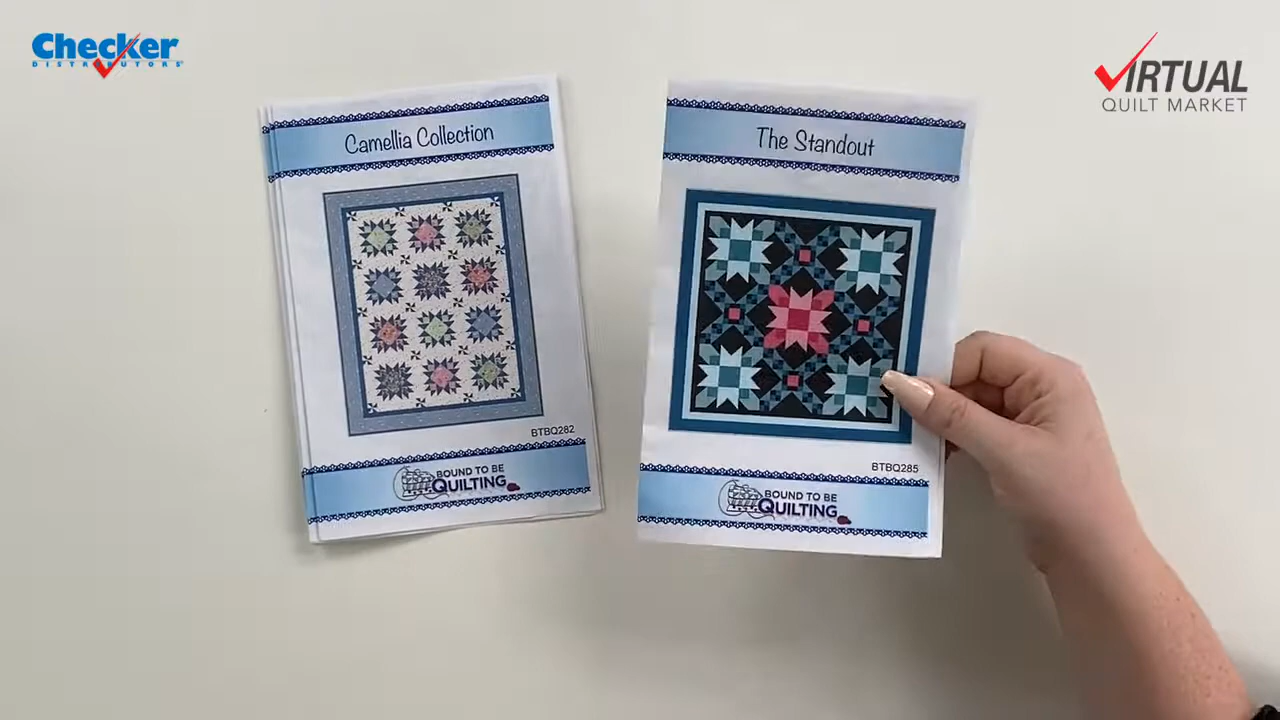 Checker
DISTRIBUTORS
VIRTUAL
QUILT MARKET
Camellia Collection
BTBQ282
BOUND TO BE
QUILTING
The Standout
BTBQ285
BOUND TO BE
QUILTING